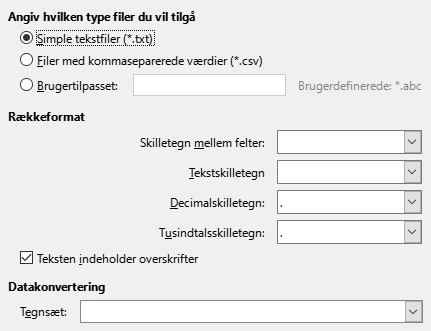 Angiv hvilken type filer du vil tilgå
Simple tekstfiler (*.txt)
Filer med kommaseparerede værdier (*.csv)
Brugertilpasset: Brugerdefinerede: *.abc
Rækkeformat
Skilletegn mellem felter:
Tekstskilletegn
Decimalskilletegn: .
Tusindtalsskilletegn: .
Teksten indeholder overskrifter
Datakonvertering
Tegnsæt: